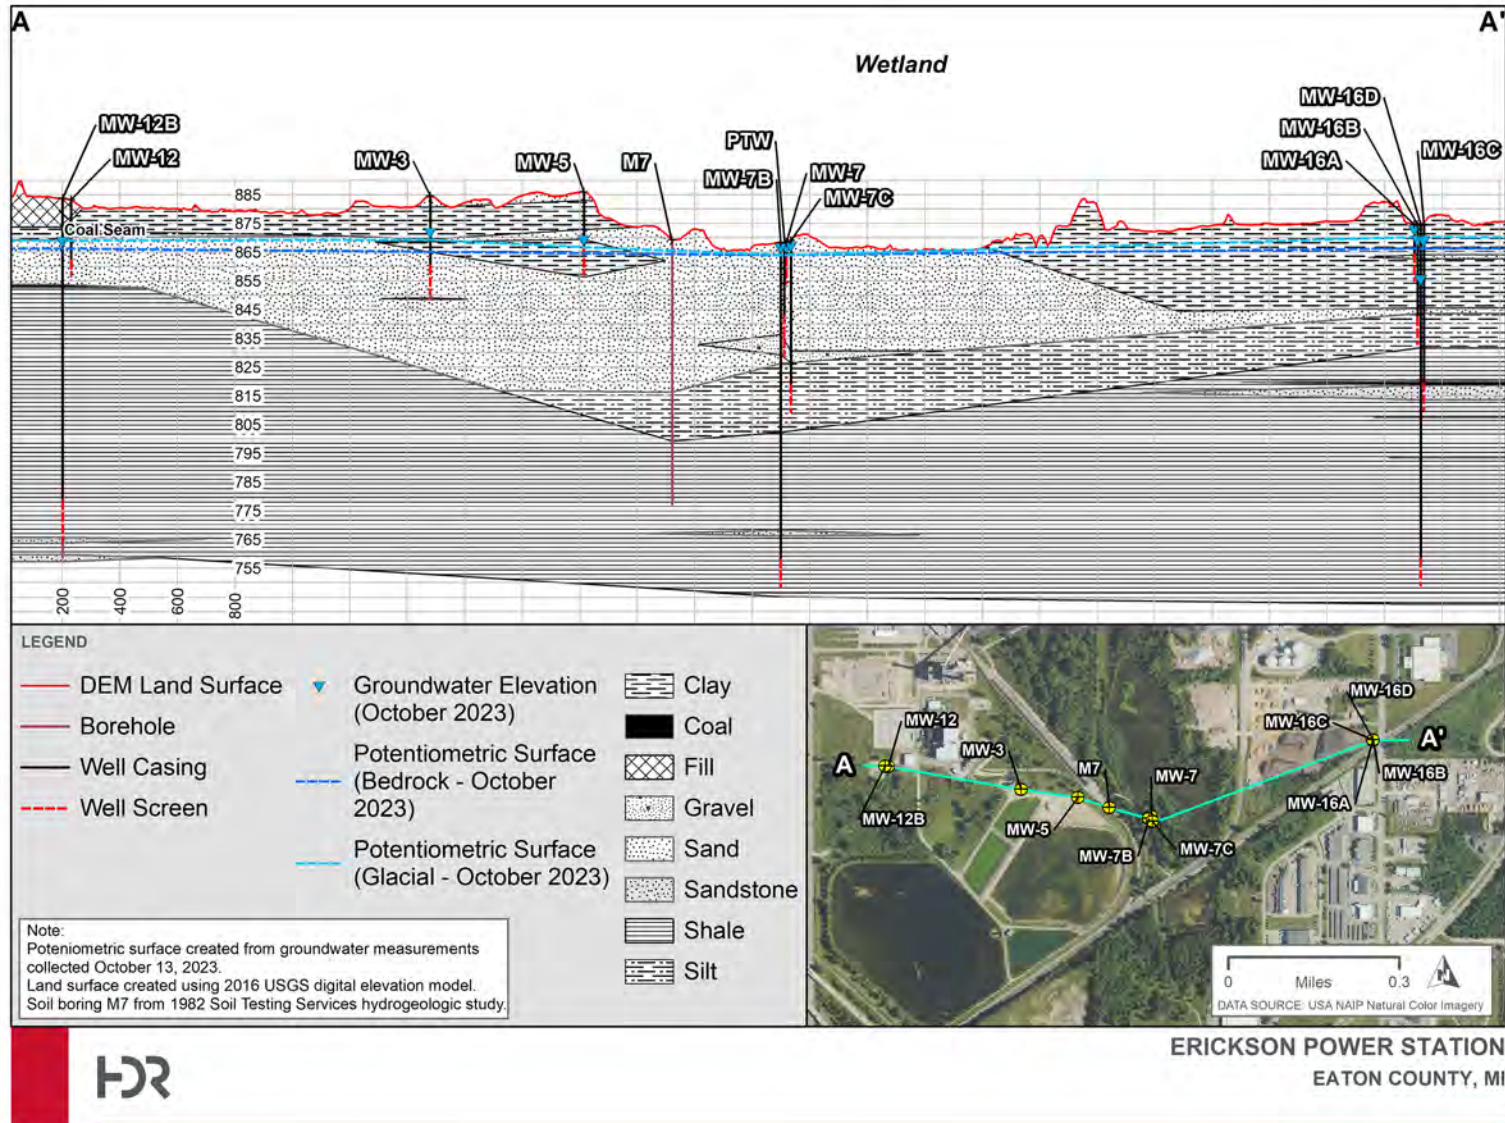 A
A'
Wetland
MW-12B
MW-12
MW-3
MW-5
M7
PTW
MW-7B
MW-7
MW-7C
MW-16D
MW-16B
MW-16A
MW-16C
Coal Seam
885
875
865
855
845
835
825
815
805
795
785
775
765
755
200
400
600
800
LEGEND
DEM Land Surface
Borehole
Well Casing
Well Screen
Groundwater Elevation
(October 2023)
Potentiometric Surface
(Bedrock - October
2023)
Potentiometric Surface
(Glacial - October 2023)
Clay
Coal
Fill
Gravel
Sand
Sandstone
Shale
Silt
Note:
Poteniometric surface created from groundwater measurements
collected October 13, 2023.
Land surface created using 2016 USGS digital elevation model.
Soil boring M7 from 1982 Soil Testing Services hydrogeologic study.
A
MW-12
MW-12B
MW-3
MW-5
M7
MW-7
MW-7B
MW-7C
MW-16D
MW-16C
A'
MW-16B
MW-16A
0 Miles 0.3
N
DATA SOURCE: USA NAIP Natural Color Imagery
HDR
ERICKSON POWER STATION
EATON COUNTY, MI